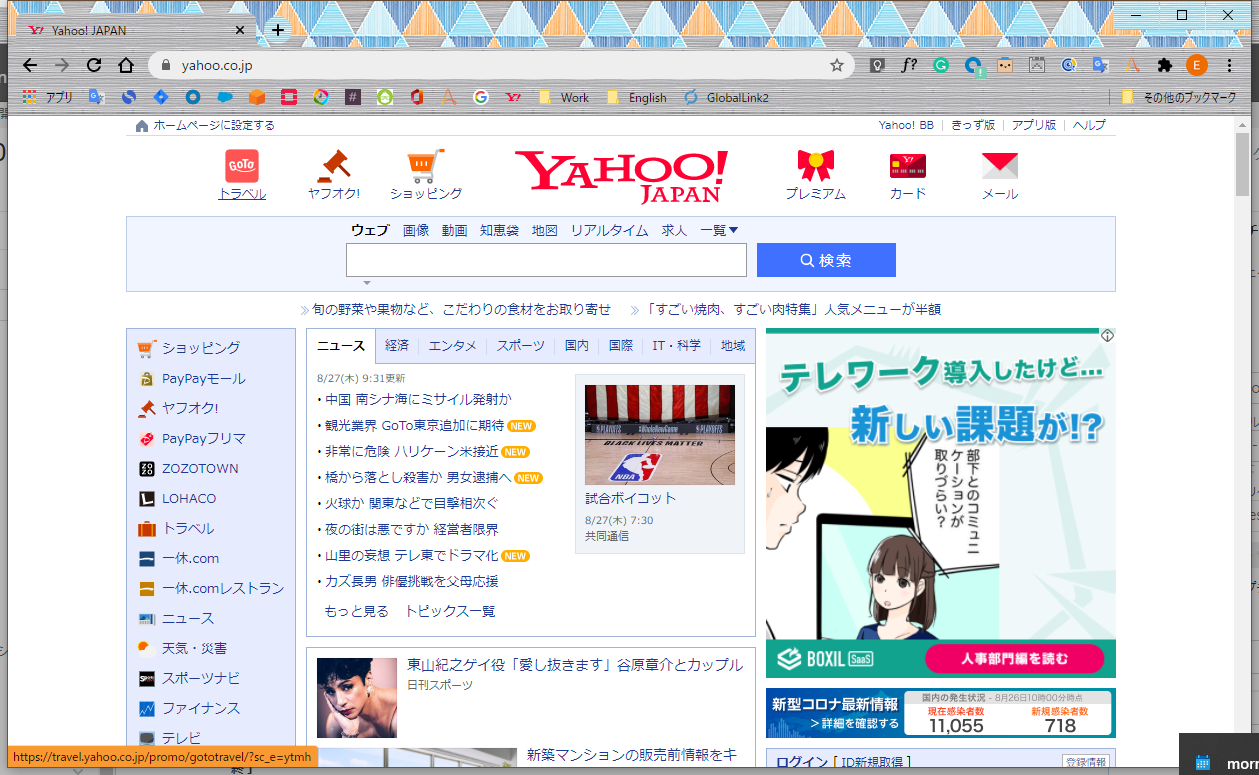 Yahoo! JAPAN
yahoo.co.jp
アプリ
Work
English
GlobalLink2
その他のブックマーク
ホームページに設定する
Yahoo! BB
きっず版
アプリ版
ヘルプ
GoTo
トラベル
ヤフオク!
ショッピング
YAHOO!
JAPAN
プレミアム
カード
メール
ウェブ 画像 動画 知恵袋 地図 リアルタイム 求人 一覧▼
検索
旬の野菜や果物など、こだわりの食材をお取り寄せ
「すごい焼肉、すごい肉特集」人気メニューが半額
ショッピング
PayPayモール
ヤフオク!
PayPayフリマ
ZOZOTOWN
LOHACO
トラベル
一休.com
一休.comレストラン
ニュース
天気・災害
スポーツナビ
ファイナンス
テレビ
ニュース 経済 エンタメ スポーツ 国内 国際 IT・科学 地域
8/27(木) 9:31更新
・中国 南シナ海にミサイル発射か
・観光業界 GoTo東京追加に期待 NEW
・非常に危険 ハリケーン米接近 NEW
・橋から落とし殺害か 男女逮捕へ NEW
・火球か 関東などで目撃相次ぐ
・夜の街は悪ですか 経営者限界
・山里の妄想 テレ東でドラマ化 NEW
・カズ長男 俳優挑戦を父母応援
もっと見る トピックス一覧
BLACK LIVES MATTER
NBA
試合ボイコット
8/27(木) 7:30
共同通信
東山紀之ゲイ役「愛し抜きます」谷原章介とカップル
日刊スポーツ
新築マンションの販売前情報をキ
テレワーク導入したけど...
新しい課題が!?
部下とのコミュニケーションが取りづらい?
BOXIL SaaS
人事部門編を読む
新型コロナ最新情報
>詳細を確認する
国内の発生状況 - 8月26日10時00分時点
現在感染者数
11,055
新規感染者数
718
ログイン [ ID新規取得 ]
登録情報
https://travel.yahoo.co.jp/promo/gototravel/?sc_e=ytmh